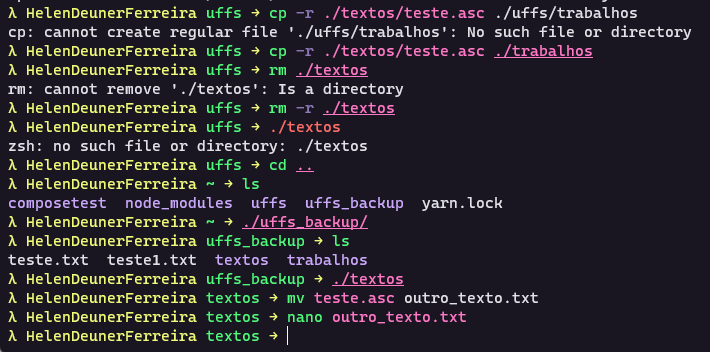 λ HelenDeunerFerreira uffs → cp -r ./textos/teste.asc ./uffs/trabalhos
cp: cannot create regular file './uffs/trabalhos': No such file or directory
λ HelenDeunerFerreira uffs → cp -r ./textos/teste.asc ./trabalhos
λ HelenDeunerFerreira uffs → rm ./textos
rm: cannot remove './textos': Is a directory
λ HelenDeunerFerreira uffs → rm -r ./textos
λ HelenDeunerFerreira uffs → ./textos
zsh: no such file or directory: ./textos
λ HelenDeunerFerreira uffs → cd ..
λ HelenDeunerFerreira ~ → ls
composetest node_modules uffs uffs_backup yarn.lock
λ HelenDeunerFerreira ~ → ./uffs_backup/
λ HelenDeunerFerreira uffs_backup → ls
teste.txt teste1.txt textos trabalhos
λ HelenDeunerFerreira uffs_backup → ./textos
λ HelenDeunerFerreira textos → mv teste.asc outro_texto.txt
λ HelenDeunerFerreira textos → nano outro_texto.txt
λ HelenDeunerFerreira textos →